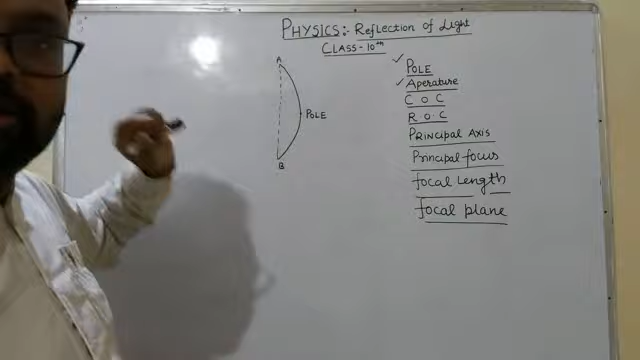 PHYSICS: Reflection of Light
CLASS-10th
A
POLE
B
✓ POLE
✓ Aperature
C O C
R O C
PRINCIPAL AXIS
Principal focus
focal Length
focal plane